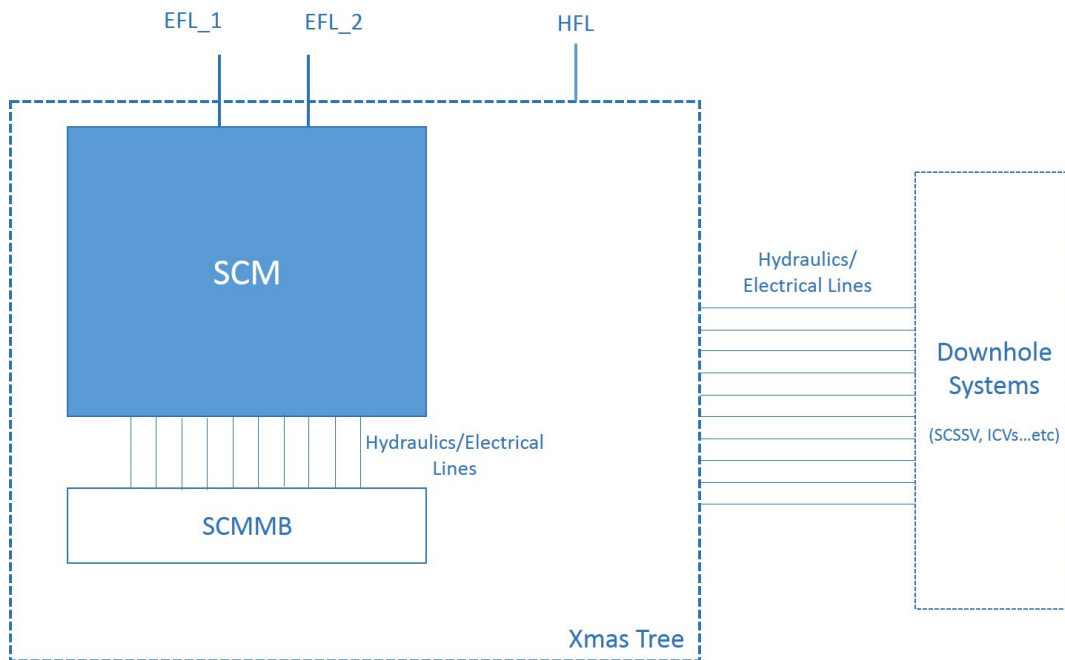 EFL_1
EFL_2
HFL
SCM
Hydraulics/
Electrical Lines
Downhole
Systems
(SCSSV, ICVs...etc)
Hydraulics/Electrical
Lines
SCMMB
Xmas Tree